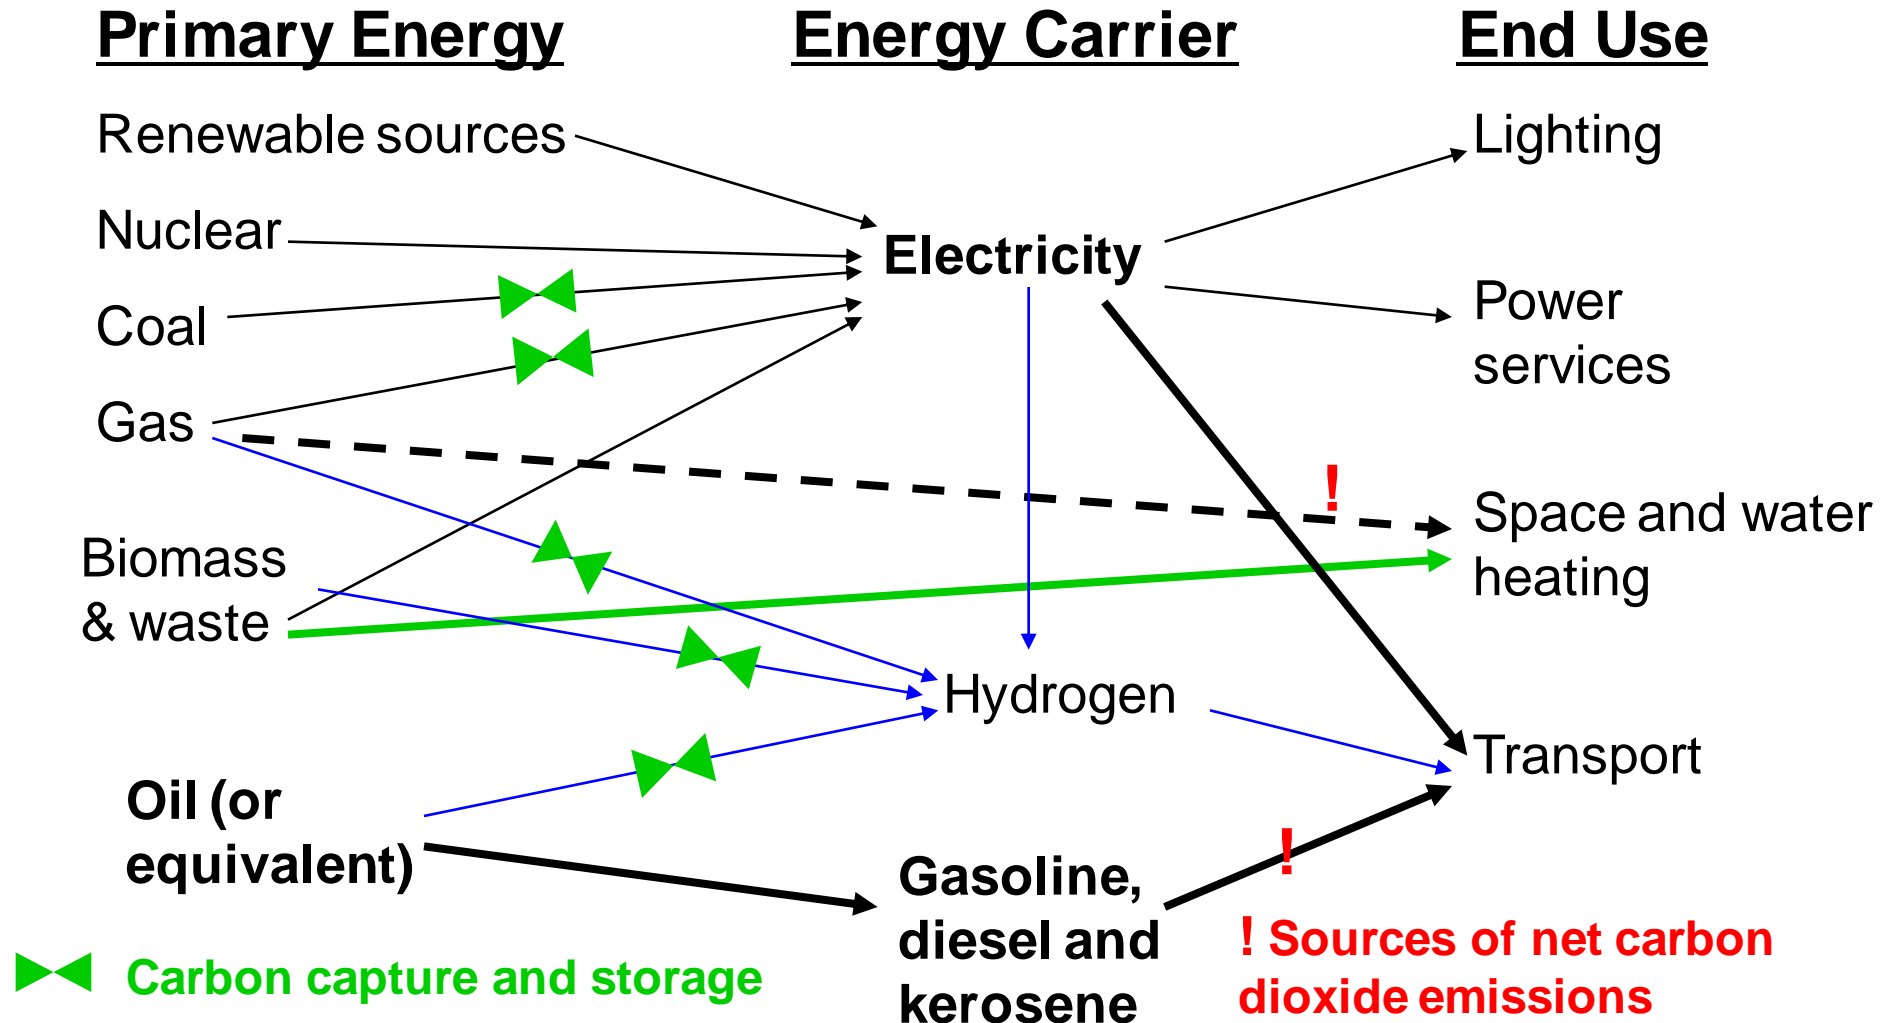 Primary Energy
Energy Carrier
End Use
Renewable sources
Nuclear
Coal
Gas
Biomass
& waste
Oil (or
equivalent)
Electricity
Hydrogen
Gasoline,
diesel and
kerosene
Lighting
Power
services
!
Space and water
heating
Transport
!
Carbon capture and storage
! Sources of net carbon
dioxide emissions